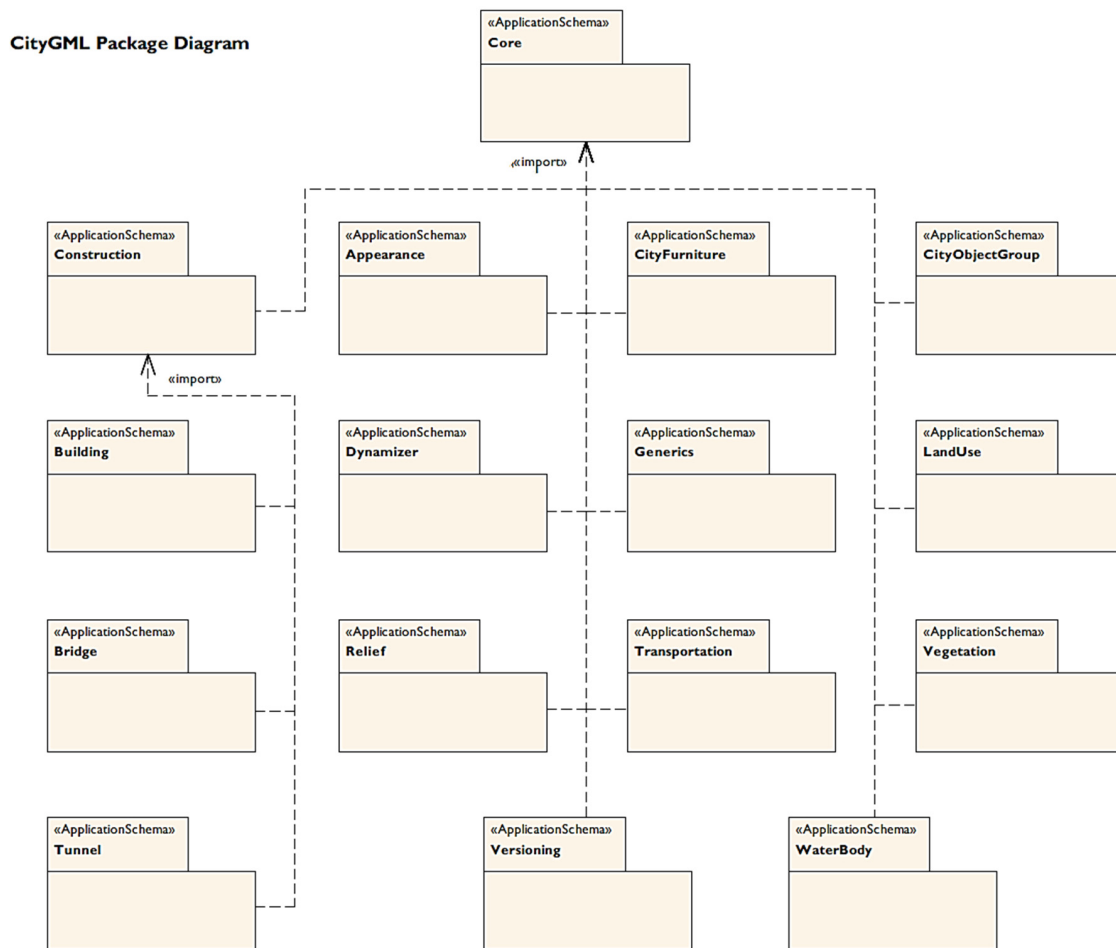 CityGML Package Diagram
«ApplicationSchema»
Core
«import»
«ApplicationSchema»
Construction
«ApplicationSchema»
Appearance
«ApplicationSchema»
CityFurniture
«ApplicationSchema»
CityObjectGroup
«import»
«ApplicationSchema»
Building
«ApplicationSchema»
Dynamizer
«ApplicationSchema»
Generics
«ApplicationSchema»
LandUse
«ApplicationSchema»
Bridge
«ApplicationSchema»
Relief
«ApplicationSchema»
Transportation
«ApplicationSchema»
Vegetation
«ApplicationSchema»
Tunnel
«ApplicationSchema»
Versioning
«ApplicationSchema»
WaterBody